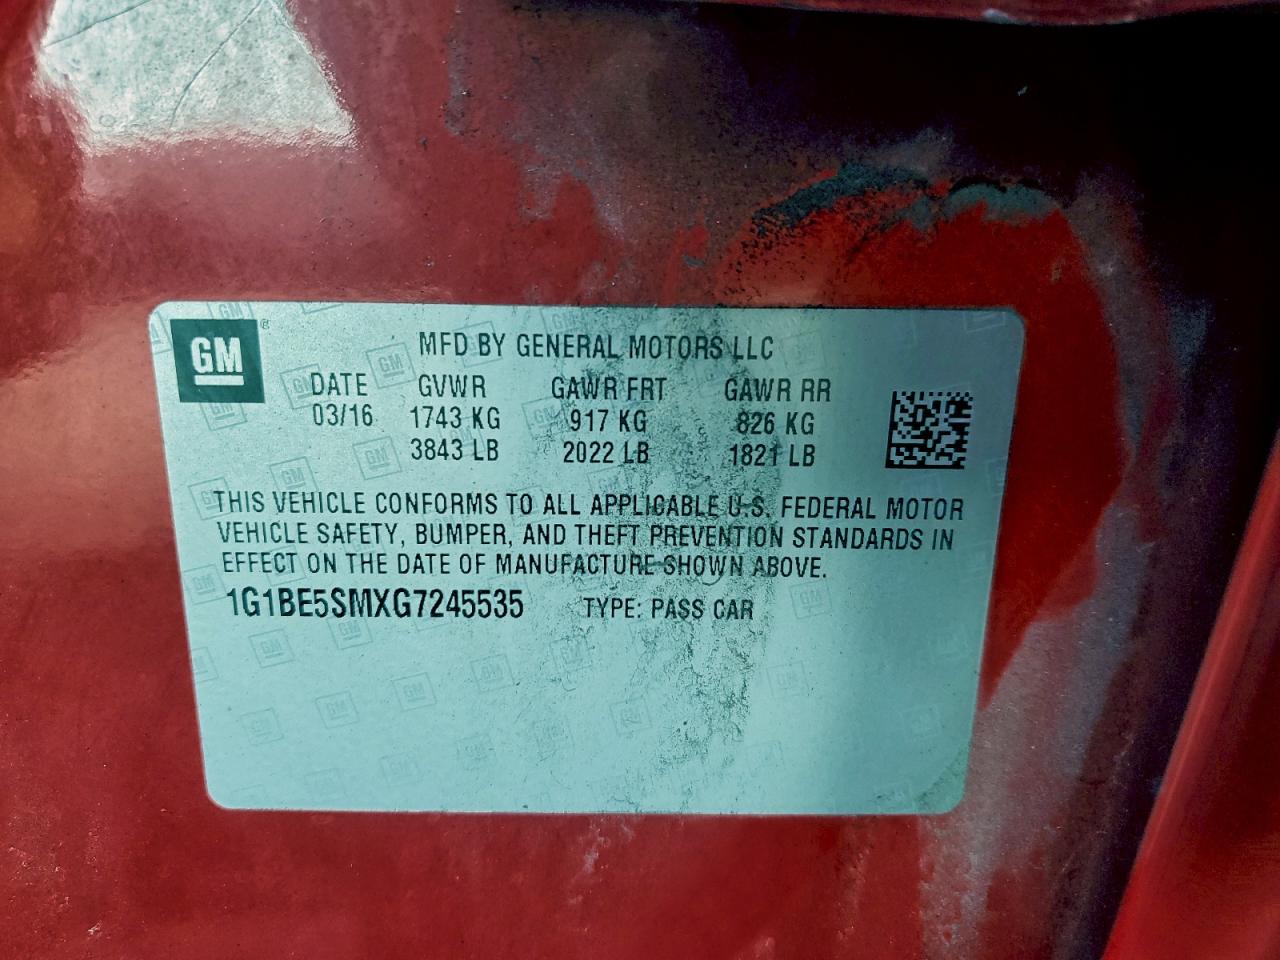 GM
MFD BY GENERAL MOTORS LLC
DATE GVWR GAWR FRT GAWR RR
03/16 1743 KG 917 KG 826 KG
3843 LB 2022 LB 1821 LB
THIS VEHICLE CONFORMS TO ALL APPLICABLE U.S. FEDERAL MOTOR
VEHICLE SAFETY, BUMPER, AND THEFT PREVENTION STANDARDS IN
EFFECT ON THE DATE OF MANUFACTURE SHOWN ABOVE.
1G1BE5SMXG7245535 TYPE: PASS CAR